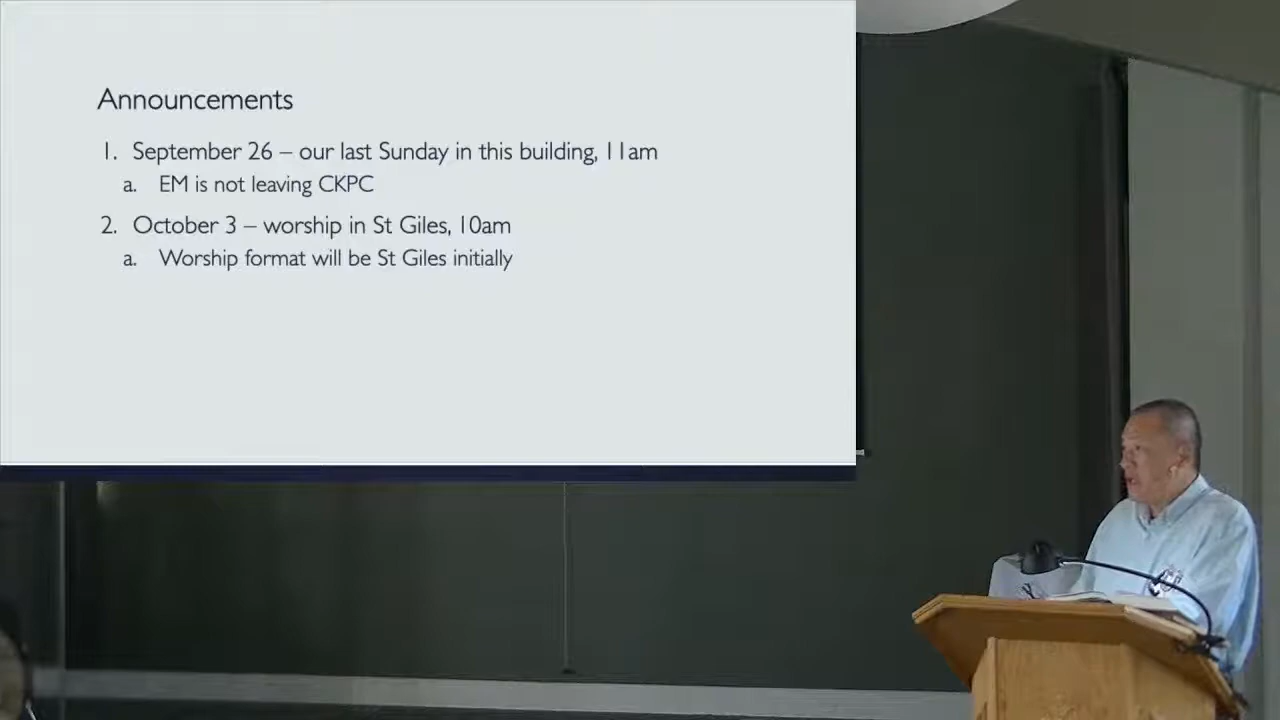 Announcements
1. September 26 – our last Sunday in this building, 11am
a. EM is not leaving CKPC
2. October 3 – worship in St Giles, 10am
a. Worship format will be St Giles initially